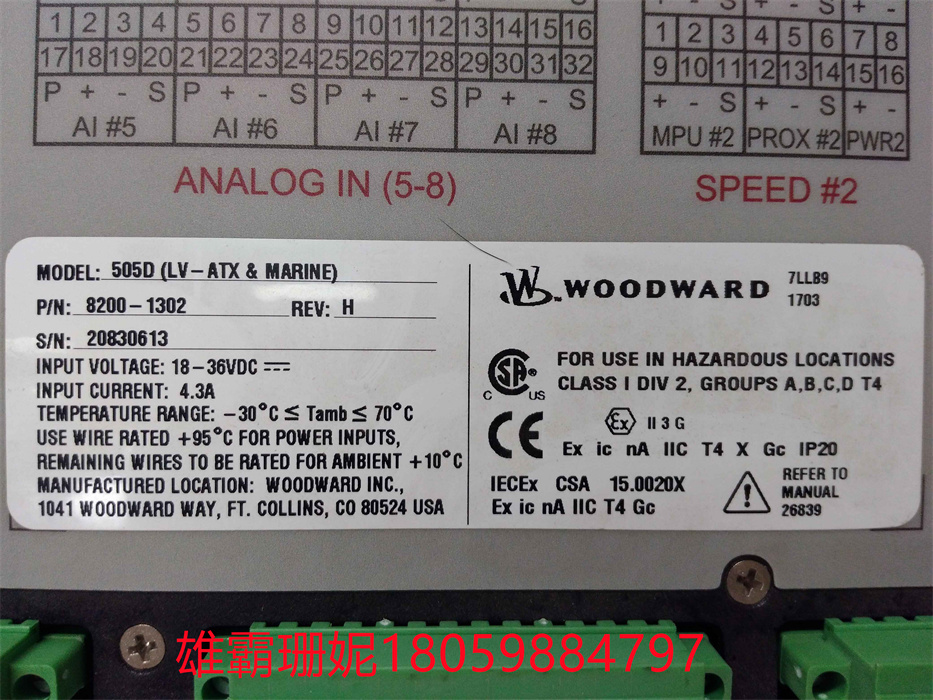 1 2 3 4 5 6 7 8 9 10 11 12 13 14 15 16
17 18 19 20 21 22 23 24 25 26 27 28 29 30 31 32
P + - S P + - S P + - S P + - S
AI #5 AI #6 AI #7 AI #8
ANALOG IN (5-8)
1 2 3 4 5 6 7 8
9 10 11 12 13 14 15 16
+ - S + - S + -
MPU #2 PROX #2 PWR2
SPEED #2
MODEL: 505D (LV-ATX & MARINE)
P/N: 8200-1302 REV: H
S/N: 20830613
INPUT VOLTAGE: 18-36VDC
INPUT CURRENT: 4.3A
TEMPERATURE RANGE: -30°C ≤ Tamb ≤ 70°C
USE WIRE RATED +95°C FOR POWER INPUTS,
REMAINING WIRES TO BE RATED FOR AMBIENT +10°C
MANUFACTURED LOCATION: WOODWARD INC.,
1041 WOODWARD WAY, FT. COLLINS, CO 80524 USA
W WOODWARD
7LLB9
1703
C SA® US
FOR USE IN HAZARDOUS LOCATIONS
CLASS I DIV 2, GROUPS A,B,C,D T4
CE
Ex II 3 G
Ex ic nA IIC T4 X Gc IP20
IECEx CSA 15.0020X
Ex ic nA IIC T4 Gc
REFER TO
MANUAL
26839
雄霸珊妮18059884797